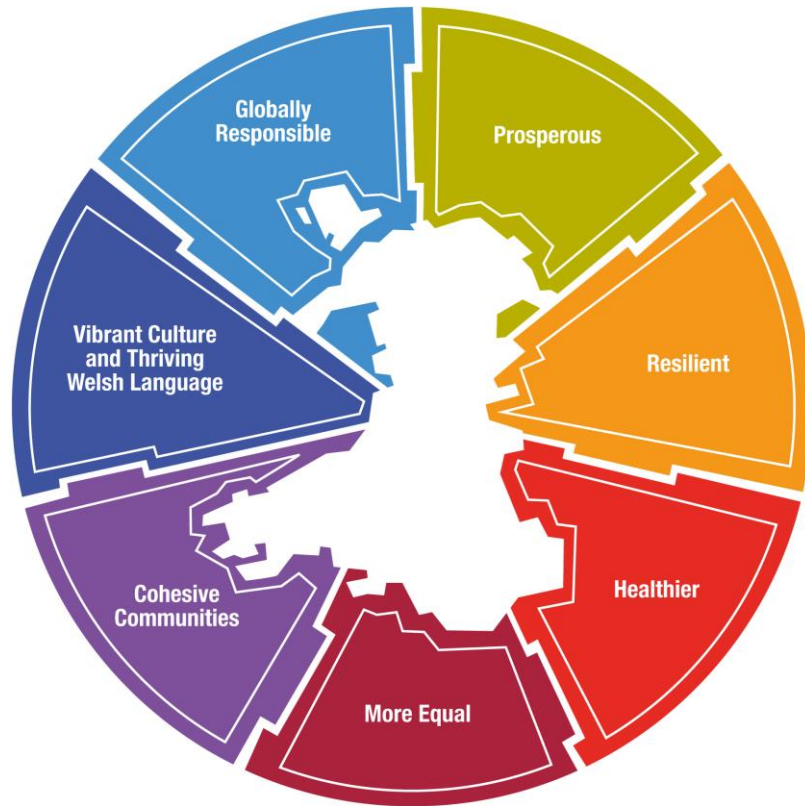 Globally
Responsible
Prosperous
Resilient
Healthier
More Equal
Cohesive
Communities
Vibrant Culture
and Thriving
Welsh Language